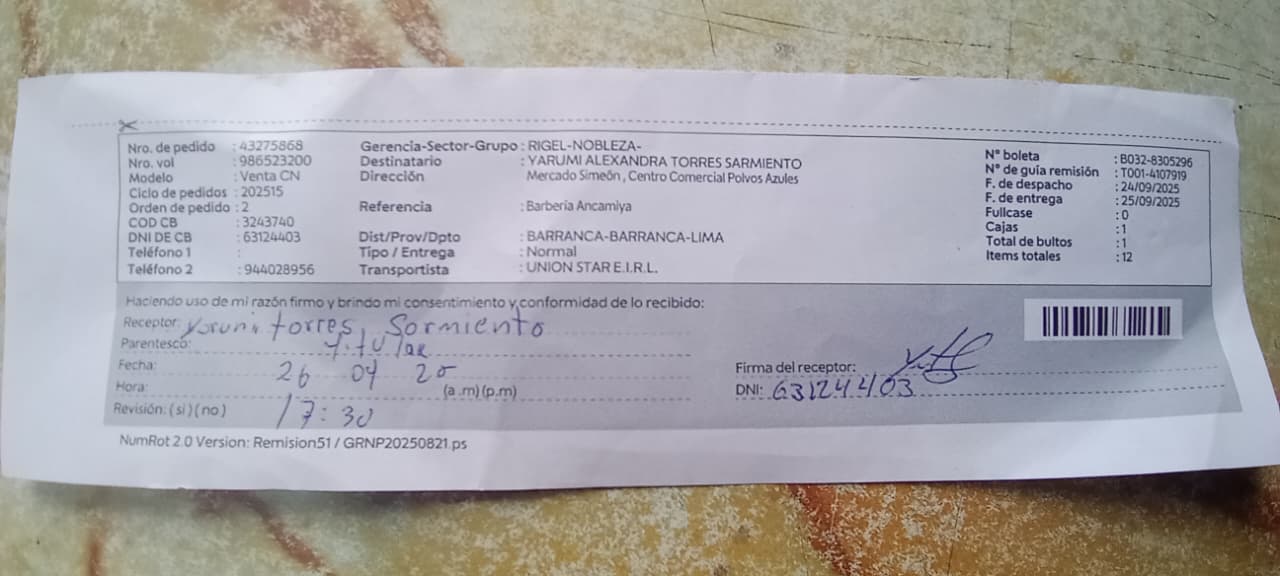 Nro. de pedido : 43275868 Gerencia-Sector-Grupo : RIGEL-NOBLEZA- N° boleta : B032-8305296
Nro. vol : 986523200 Destinatario : YARUMI ALEXANDRA TORRES SARMIENTO N° de guía remisión : T001-4107919
Modelo : Venta CN Dirección Mercado Simeón, Centro Comercial Polvos Azules F. de despacho : 24/09/2025
Ciclo de pedidos : 202515 F. de entrega : 25/09/2025
Orden de pedido : 2 Referencia : Barbería Ancamiya Fullcase : 0
COD CB : 3243740 Cajas : 1
DNI DE CB : 63124403 Dist/Prov/Dpto : BARRANCA-BARRANCA-LIMA Total de bultos : 1
Teléfono 1 : Tipo / Entrega : Normal Items totales : 12
Teléfono 2 : 944028956 Transportista : UNION STAR E.I.R.L.
Haciendo uso de mi razón firmo y brindo mi consentimiento y conformidad de lo recibido:
Receptor: torres Sarmiento
Parentesco: titular
Fecha: 26 09 25 Firma del receptor:
Hora: (a.m)(p.m) DNI: 63124403
Revisión: (si)(no) 17:30
NumRot 2.0 Version: Remision51 / GRNP20250821.ps